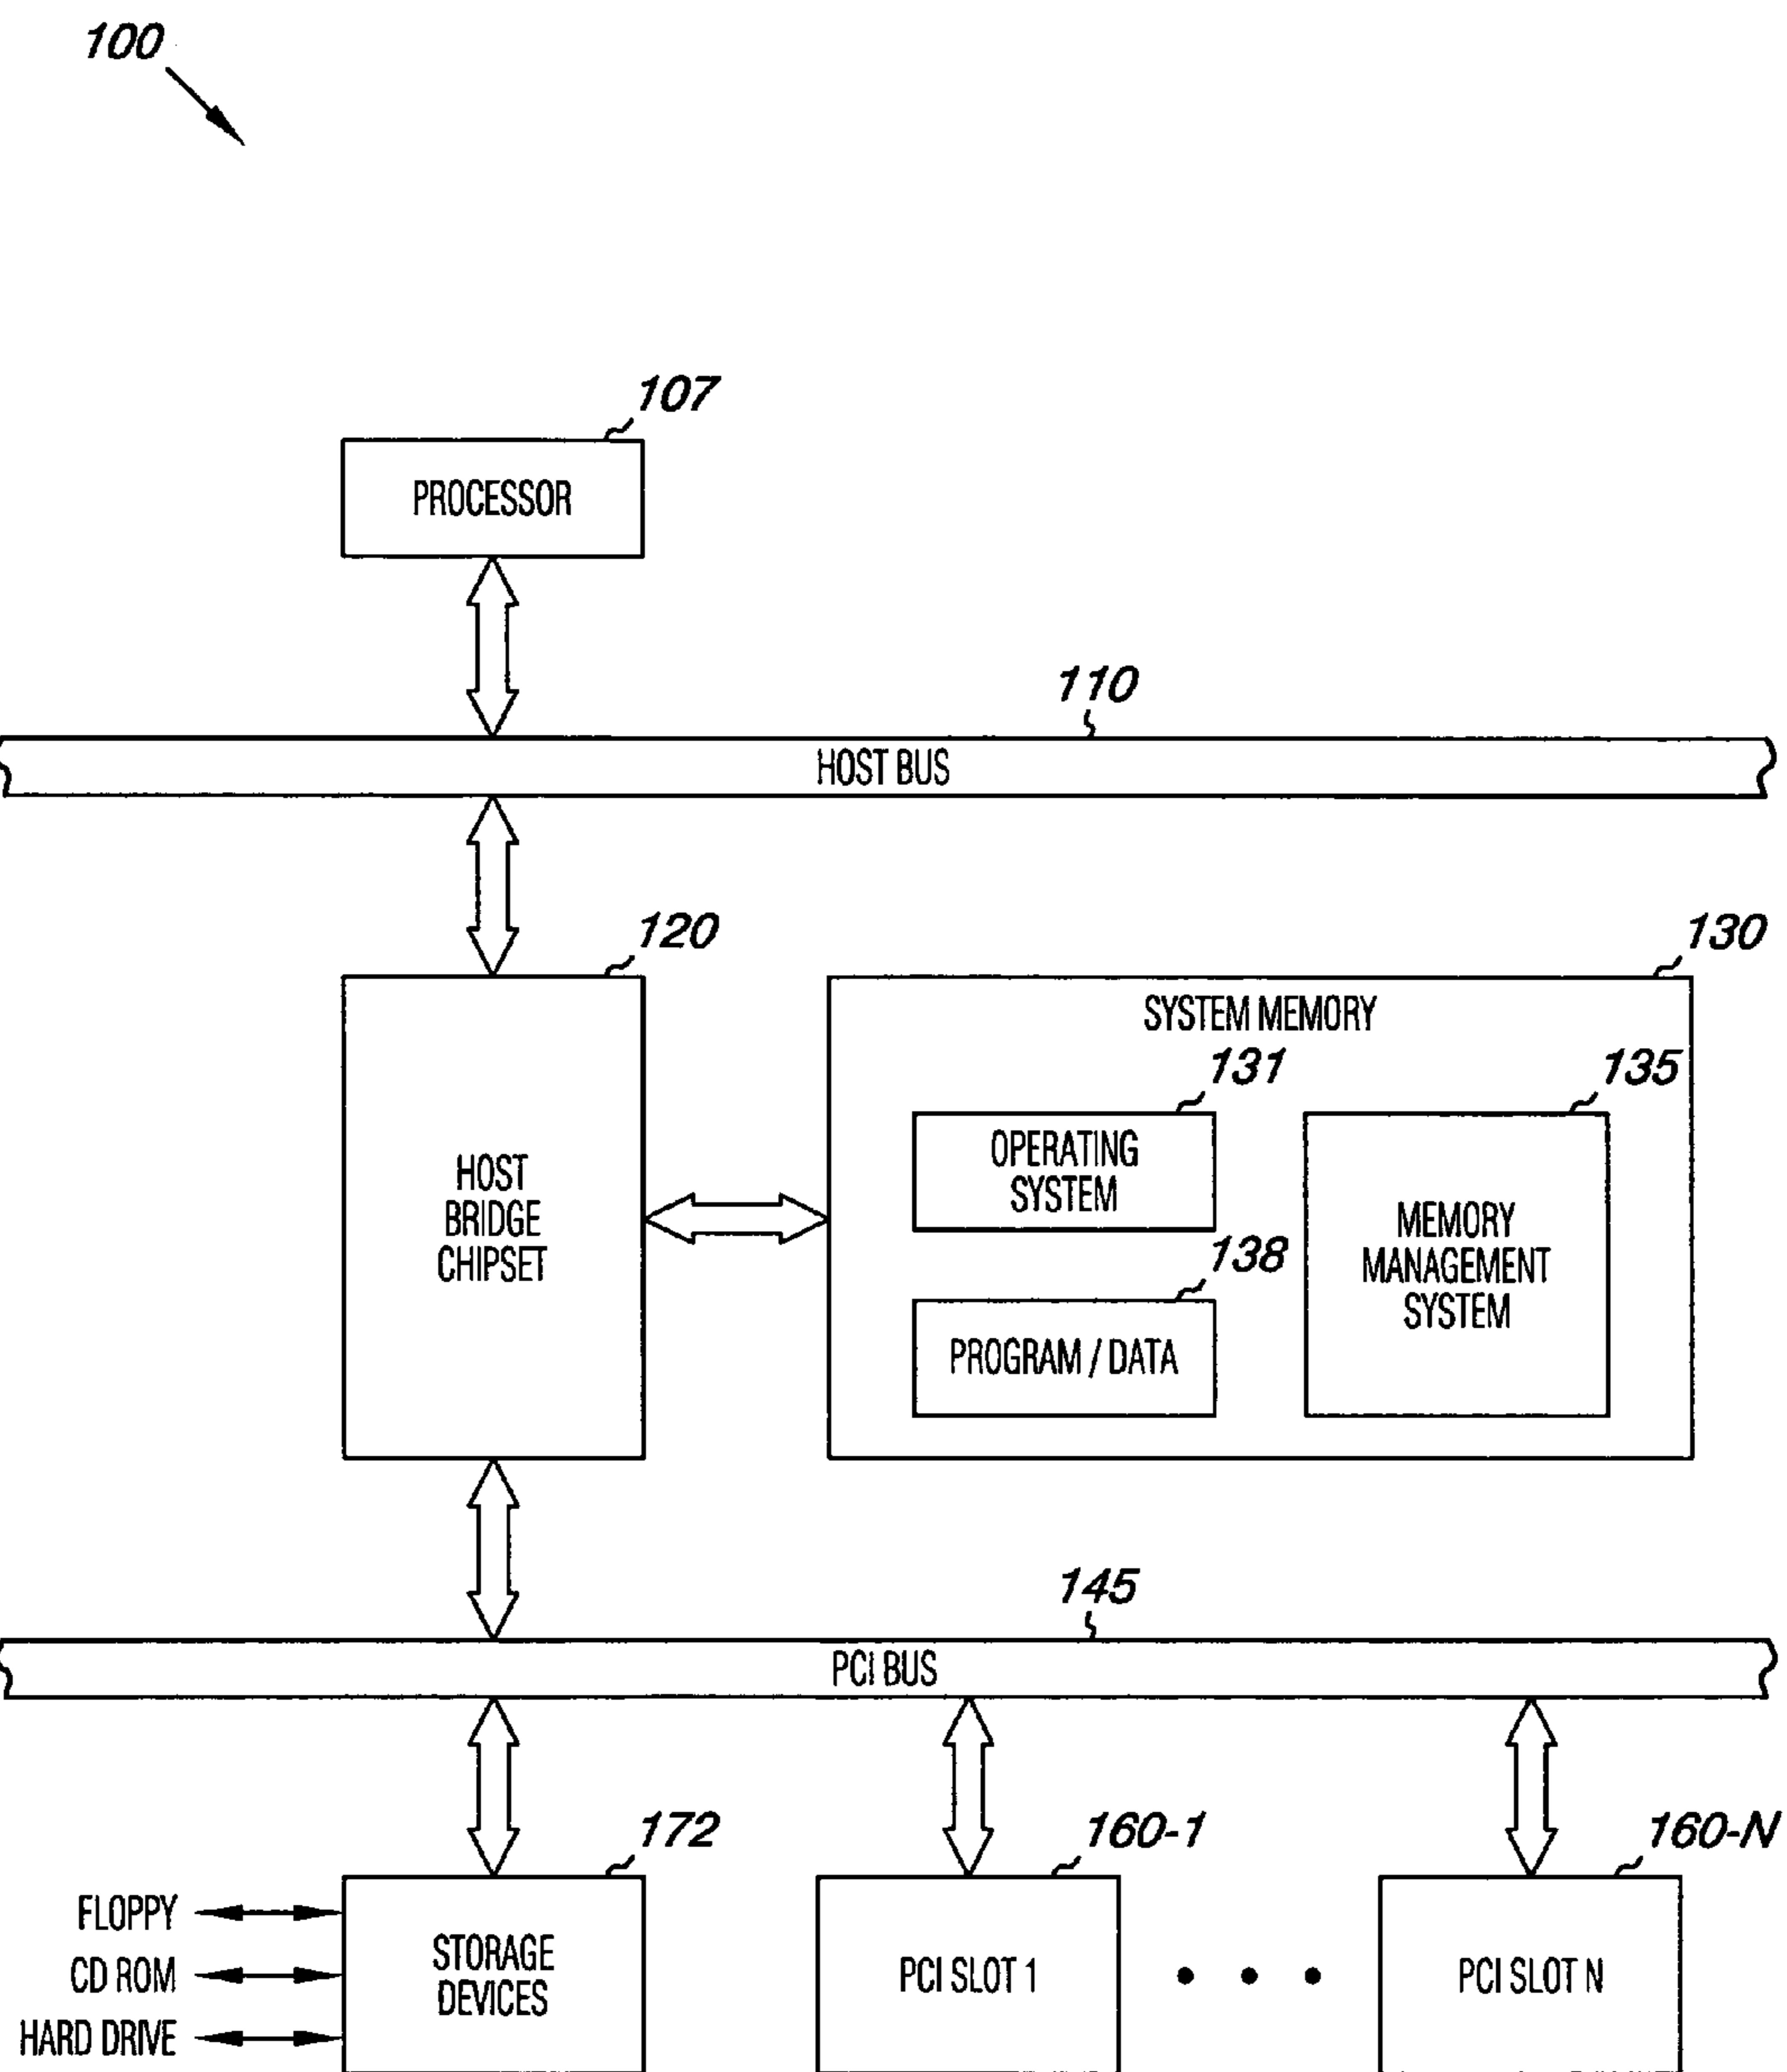 100
107
PROCESSOR
110
HOST BUS
120
130
HOST
BRIDGE
CHIPSET
SYSTEM MEMORY
131
OPERATING
SYSTEM
135
MEMORY
MANAGEMENT
SYSTEM
138
PROGRAM / DATA
145
PCI BUS
172
160-1
160-N
FLOPPY
CD ROM
HARD DRIVE
STORAGE
DEVICES
PCI SLOT 1
PCI SLOT N